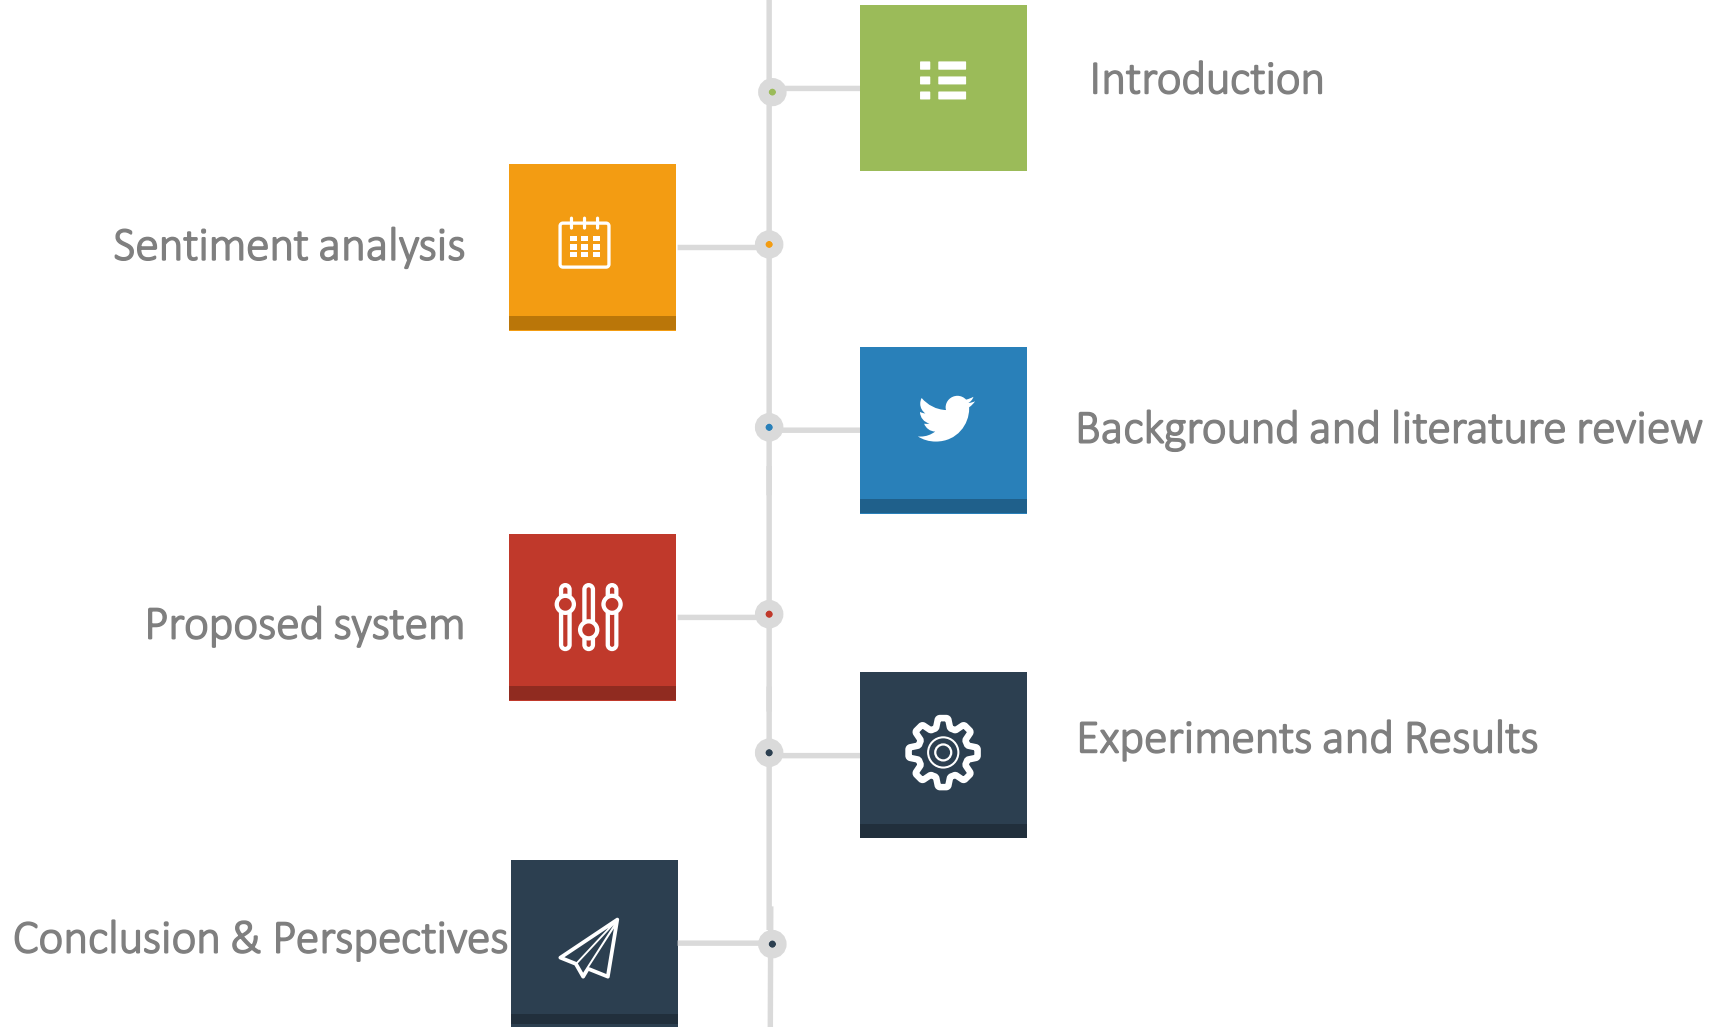 Introduction
Sentiment analysis
Background and literature review
Proposed system
Experiments and Results
Conclusion & Perspectives